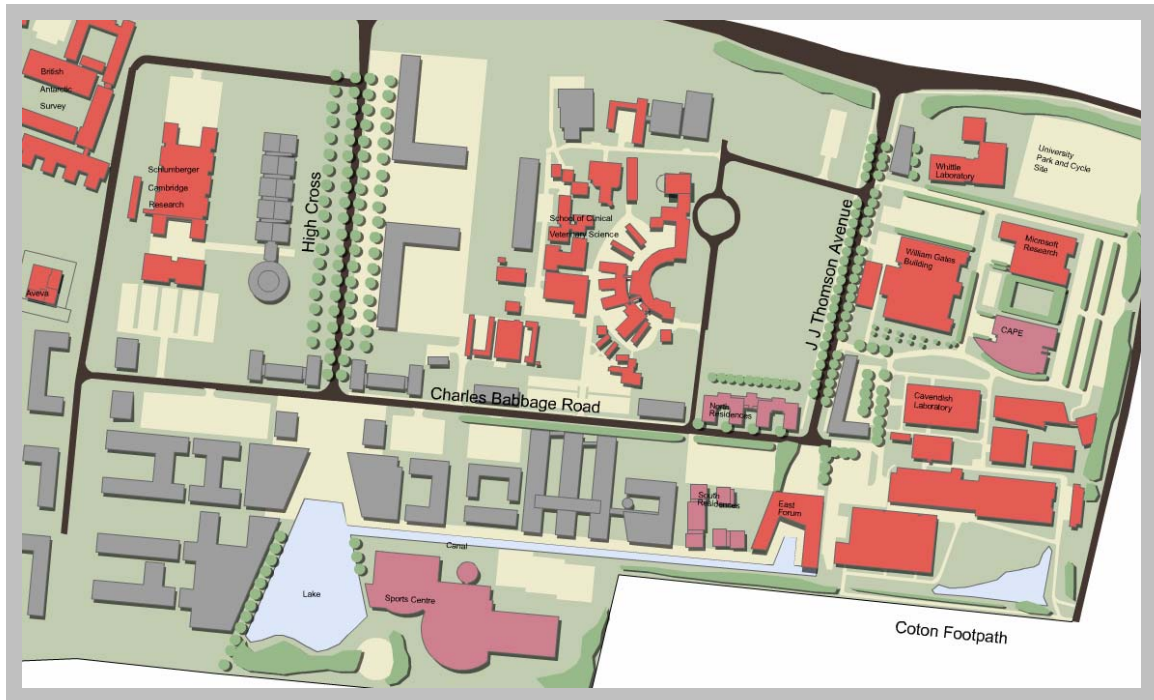 British
Antarctic
Survey
Schlumberger
Cambridge
Research
High Cross
School of Clinical
Veterinary Science
J J Thomson Avenue
Whittle
Laboratory
University
Park and Cycle
Site
William Gates
Building
Microsoft
Research
CAPE
Aveva
Charles Babbage Road
North
Residences
Cavendish
Laboratory
South
Residences
East
Forum
Canal
Lake
Sports Centre
Coton Footpath